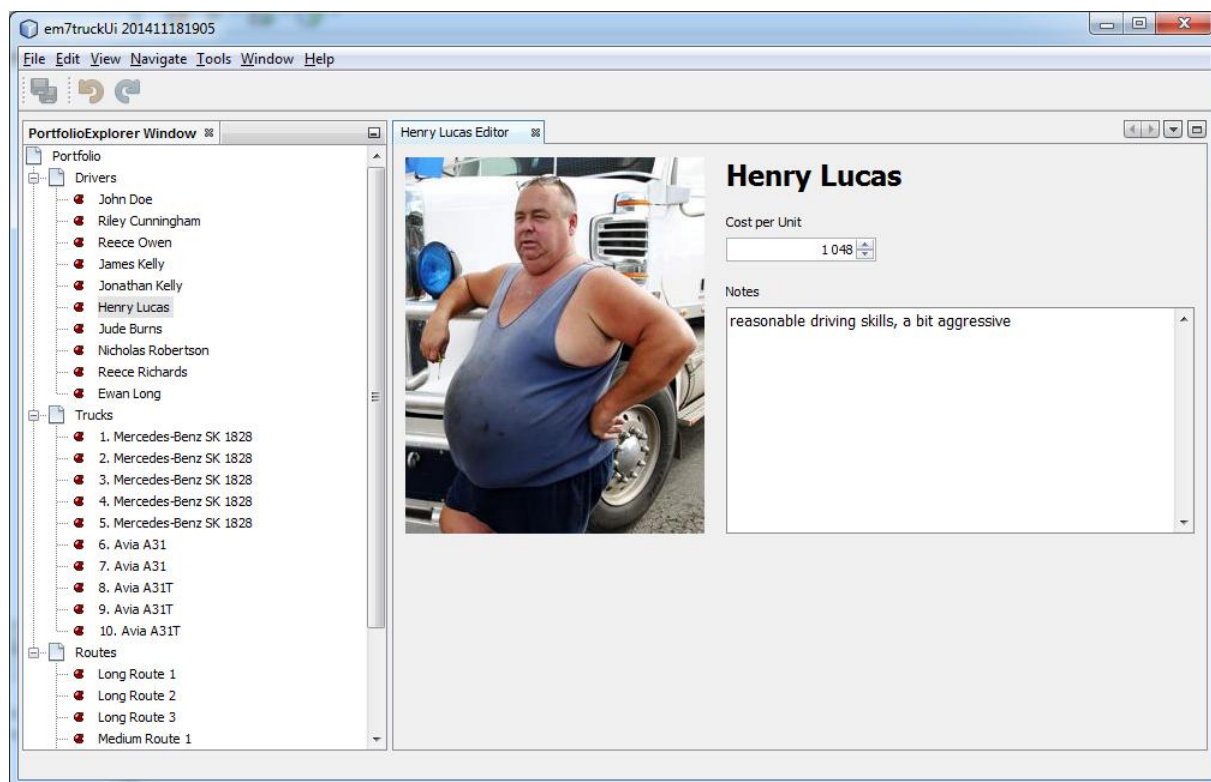 em7truckUi 201411181905
File Edit View Navigate Tools Window Help
PortfolioExplorer Window
Portfolio
Drivers
John Doe
Riley Cunningham
Reece Owen
James Kelly
Jonathan Kelly
Henry Lucas
Jude Burns
Nicholas Robertson
Reece Richards
Ewan Long
Trucks
1. Mercedes-Benz SK 1828
2. Mercedes-Benz SK 1828
3. Mercedes-Benz SK 1828
4. Mercedes-Benz SK 1828
5. Mercedes-Benz SK 1828
6. Avia A31
7. Avia A31
8. Avia A31T
9. Avia A31T
10. Avia A31T
Routes
Long Route 1
Long Route 2
Long Route 3
Medium Route 1
Henry Lucas Editor
Henry Lucas
Cost per Unit
1 048
Notes
reasonable driving skills, a bit aggressive